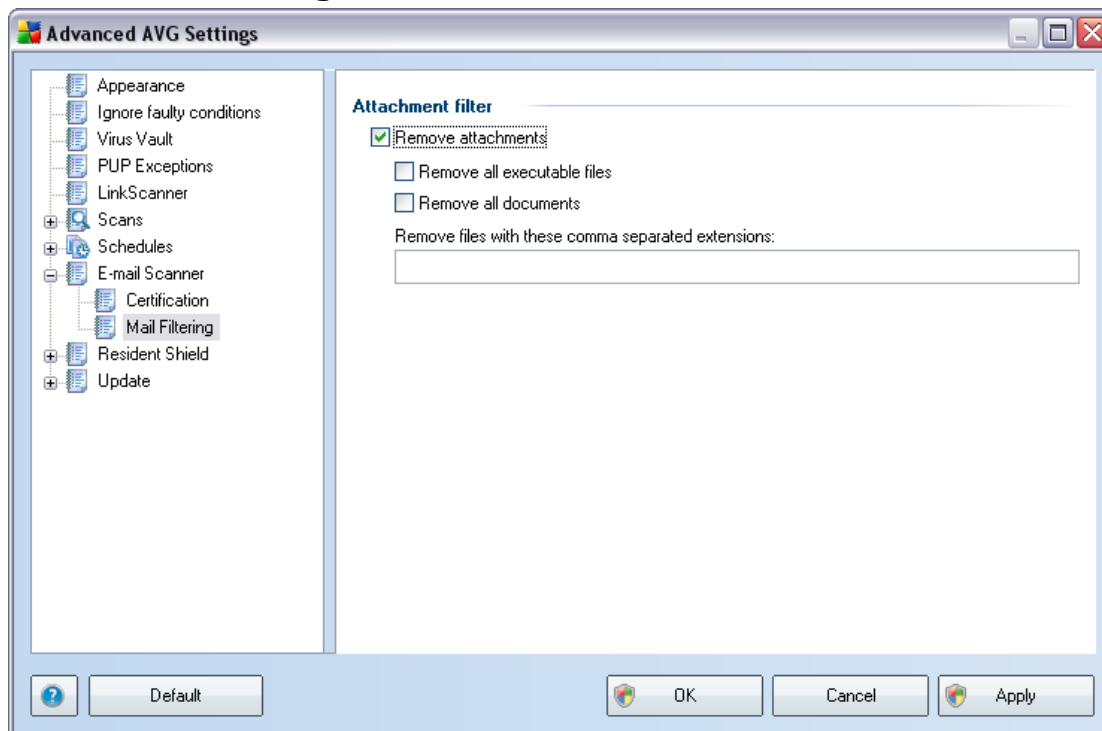 Advanced AVG Settings
Appearance
Ignore faulty conditions
Virus Vault
PUP Exceptions
LinkScanner
Scans
Schedules
E-mail Scanner
Certification
Mail Filtering
Resident Shield
Update
Attachment filter
Remove attachments
Remove all executable files
Remove all documents
Remove files with these comma separated extensions:
Default
OK
Cancel
Apply